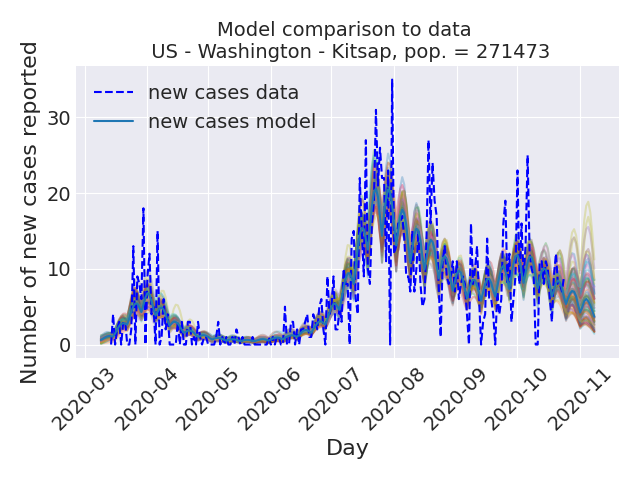 Model comparison to data
US - Washington - Kitsap, pop. = 271473
Number of new cases reported
30
20
10
0
new cases data
new cases model
2020-03
2020-04
2020-05
2020-06
2020-07
2020-08
2020-09
2020-10
2020-11
Day